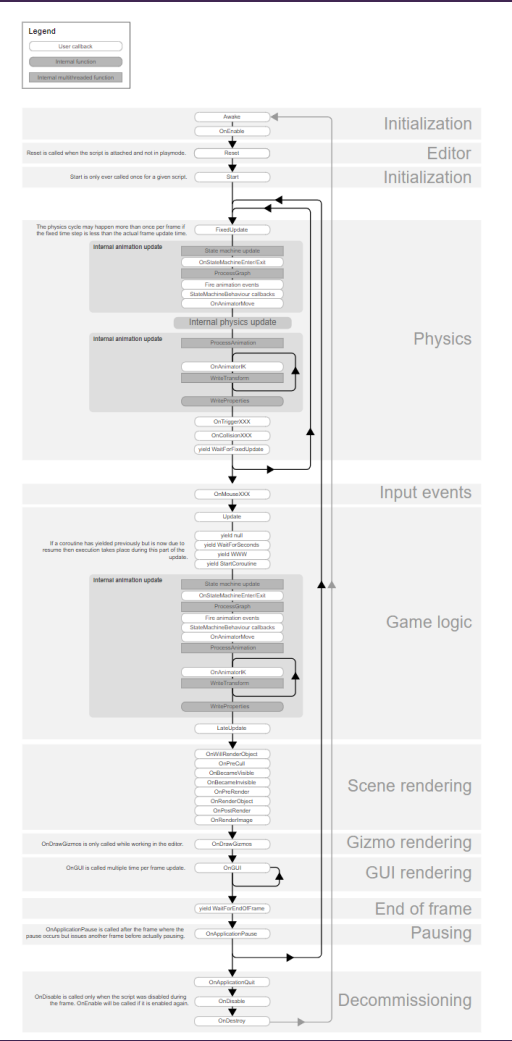 Legend
User callback
Internal function
Internal multithreaded function
Awake
OnEnable
Initialization
Reset is called when the script is attached and not in playmode.
Reset
Editor
Start is only ever called once for a given script.
Start
Initialization
The physics cycle may happen more than once per frame if
the fixed time step is less than the actual frame update time.
FixedUpdate
Internal animation update
State machine update
OnStateMachineEnter/Exit
ProcessGraph
Fire animation events
StateMachineBehaviour callbacks
OnAnimatorMove
Internal physics update
Physics
Internal animation update
ProcessAnimation
OnAnimatorIK
WriteTransform
WriteProperties
OnTriggerXXX
OnCollisionXXX
yield WaitForFixedUpdate
OnMouseXXX
Input events
Update
If a coroutine has yielded previously but is now due to
resume then execution takes place during this part of the
update.
yield null
yield WaitForSeconds
yield WWW
yield StartCoroutine
Internal animation update
State machine update
OnStateMachineEnter/Exit
ProcessGraph
Fire animation events
StateMachineBehaviour callbacks
OnAnimatorMove
ProcessAnimation
OnAnimatorIK
WriteTransform
WriteProperties
Game logic
LateUpdate
OnWillRenderObject
OnPreCull
OnBecameVisible
OnBecameInvisible
OnPreRender
OnRenderObject
OnPostRender
OnRenderImage
Scene rendering
OnDrawGizmos is only called while working in the editor.
OnDrawGizmos
Gizmo rendering
OnGUI is called multiple time per frame update.
OnGUI
GUI rendering
yield WaitForEndOfFrame
End of frame
OnApplicationPause is called after the frame where the
pause occurs but issues another frame before actually pausing.
OnApplicationPause
Pausing
OnApplicationQuit
OnDisable is called only when the script was disabled during
the frame. OnEnable will be called if it is enabled again.
OnDisable
OnDestroy
Decommissioning